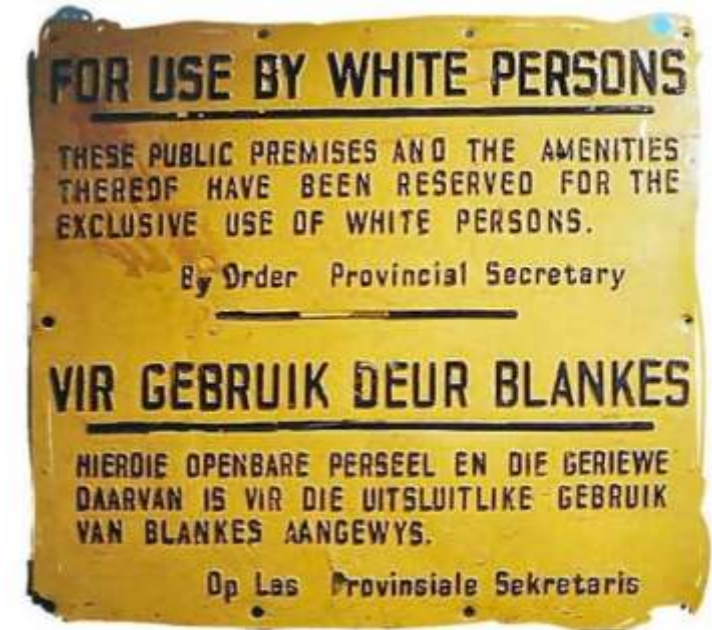 FOR USE BY WHITE PERSONS
THESE PUBLIC PREMISES AND THE AMENITIES
THEREOF HAVE BEEN RESERVED FOR THE
EXCLUSIVE USE OF WHITE PERSONS.
By Order Provincial Secretary
VIR GEBRUIK DEUR BLANKES
HIERDIE OPENBARE PERSEEL EN DIE GERIEWE
DAARVAN IS VIR DIE UITSLUITLIKE GEBRUIK
VAN BLANKES AANGEWYS.
Op Las Provinsiale Sekretaris